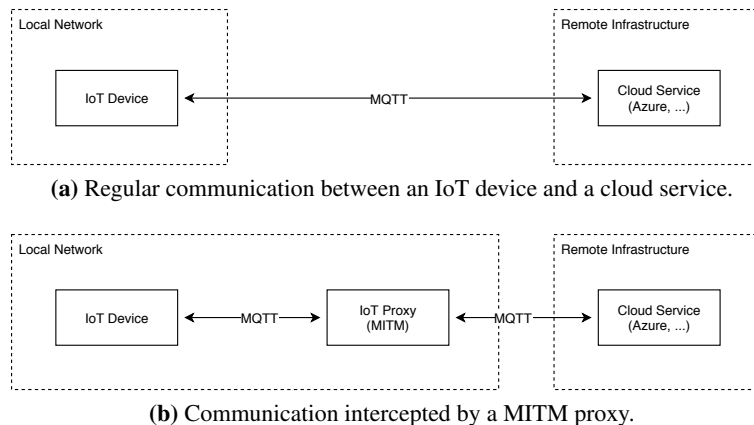 Local Network
Remote Infrastructure
IoT Device
MQTT
Cloud Service
(Azure, ...)
(a) Regular communication between an IoT device and a cloud service.
Local Network
Remote Infrastructure
IoT Device
MQTT
IoT Proxy
(MITM)
MQTT
Cloud Service
(Azure, ...)
(b) Communication intercepted by a MITM proxy.